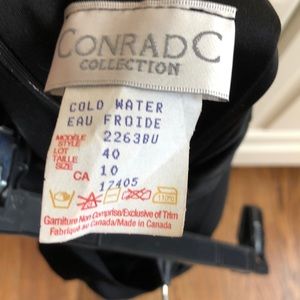 CONRAD C
COLLECTION
COLD WATER
EAU FROIDE
MODÈLE
STYLE 2263BU
LOT 40
TAILLE
SIZE 10
CA 17405
Garniture Non Comprise/Exclusive of Trim
Fabriqué au Canada/Made in Canada